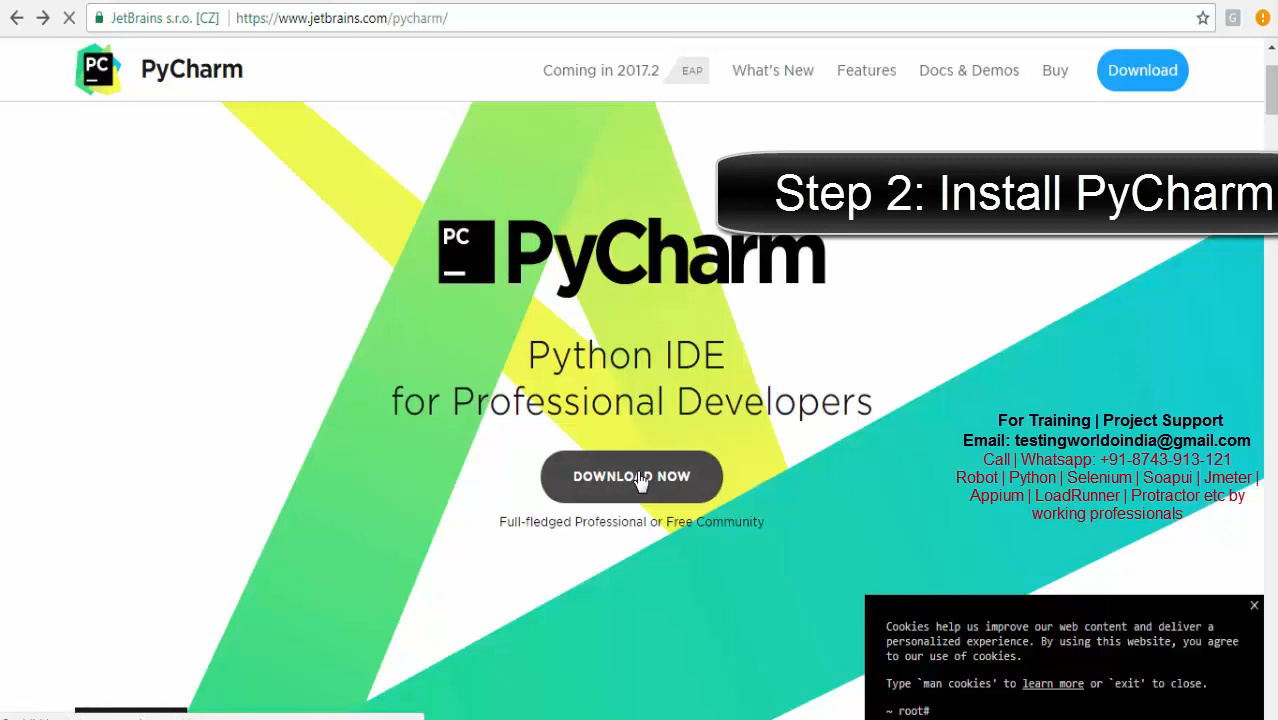 JetBrains s.r.o. [CZ] https://www.jetbrains.com/pycharm/
G
PC PyCharm Coming in 2017.2 EAP What's New Features Docs & Demos Buy Download
Step 2: Install PyCharm
PC PyCharm
Python IDE
for Professional Developers
DOWNLOAD NOW
Full-fledged Professional or Free Community
For Training | Project Support
Email: testingworldoindia@gmail.com
Call | Whatsapp: +91-8743-913-121
Robot | Python | Selenium | Soapui | Jmeter |
Appium | LoadRunner | Protractor etc by
working professionals
X
Cookies help us improve our web content and deliver a
personalized experience. By using this website, you agree
to our use of cookies.
Type `man cookies' to learn more or `exit' to close.
~ root#